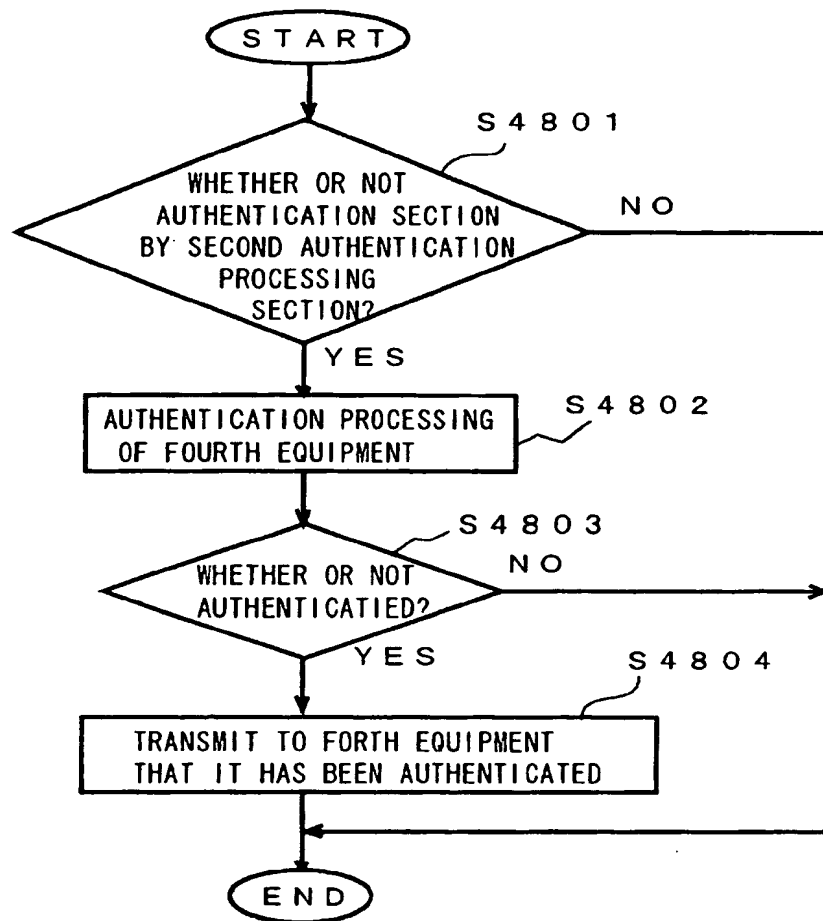 START
S4801
WHETHER OR NOT
AUTHENTICATION SECTION
BY SECOND AUTHENTICATION
PROCESSING
SECTION?
NO
YES
S4802
AUTHENTICATION PROCESSING
OF FOURTH EQUIPMENT
S4803
WHETHER OR NOT
AUTHENTICATIED?
NO
YES
S4804
TRANSMIT TO FORTH EQUIPMENT
THAT IT HAS BEEN AUTHENTICATED
END